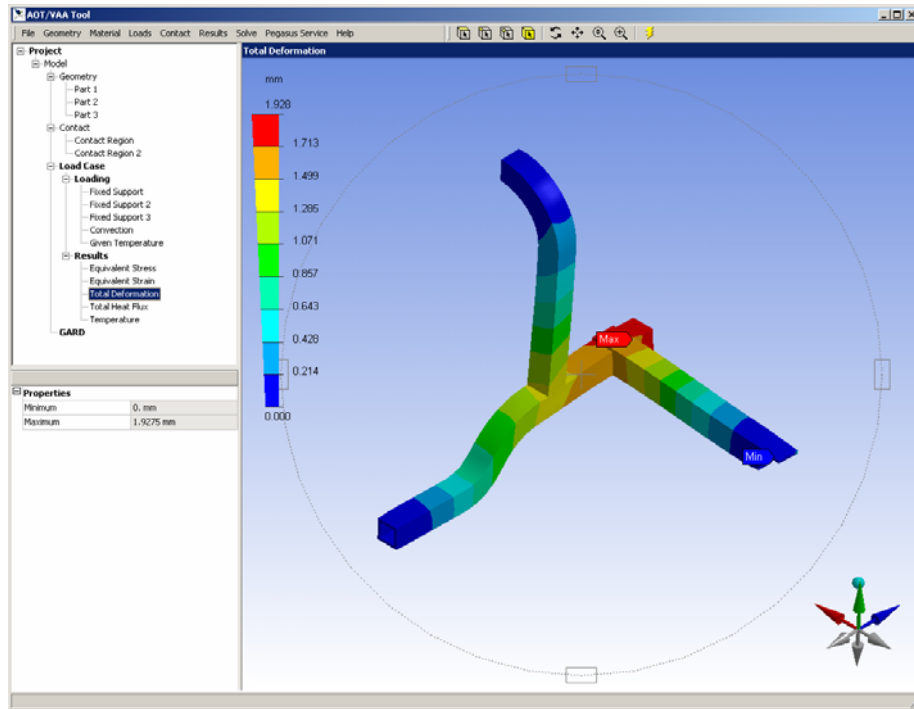 AOT/VAA Tool
File Geometry Material Loads Contact Results Solve Pegasus Service Help
Project
Model
Geometry
Part 1
Part 2
Part 3
Contact
Contact Region
Contact Region 2
Load Case
Loading
Fixed Support
Fixed Support 2
Fixed Support 3
Convection
Given Temperature
Results
Equivalent Stress
Equivalent Strain
Total Deformation
Total Heat Flux
Temperature
GARD
Properties
Minimum 0. mm
Maximum 1.9275 mm
Total Deformation
mm
1.928
1.713
1.499
1.285
1.071
0.857
0.643
0.428
0.214
0.000
Max
Min